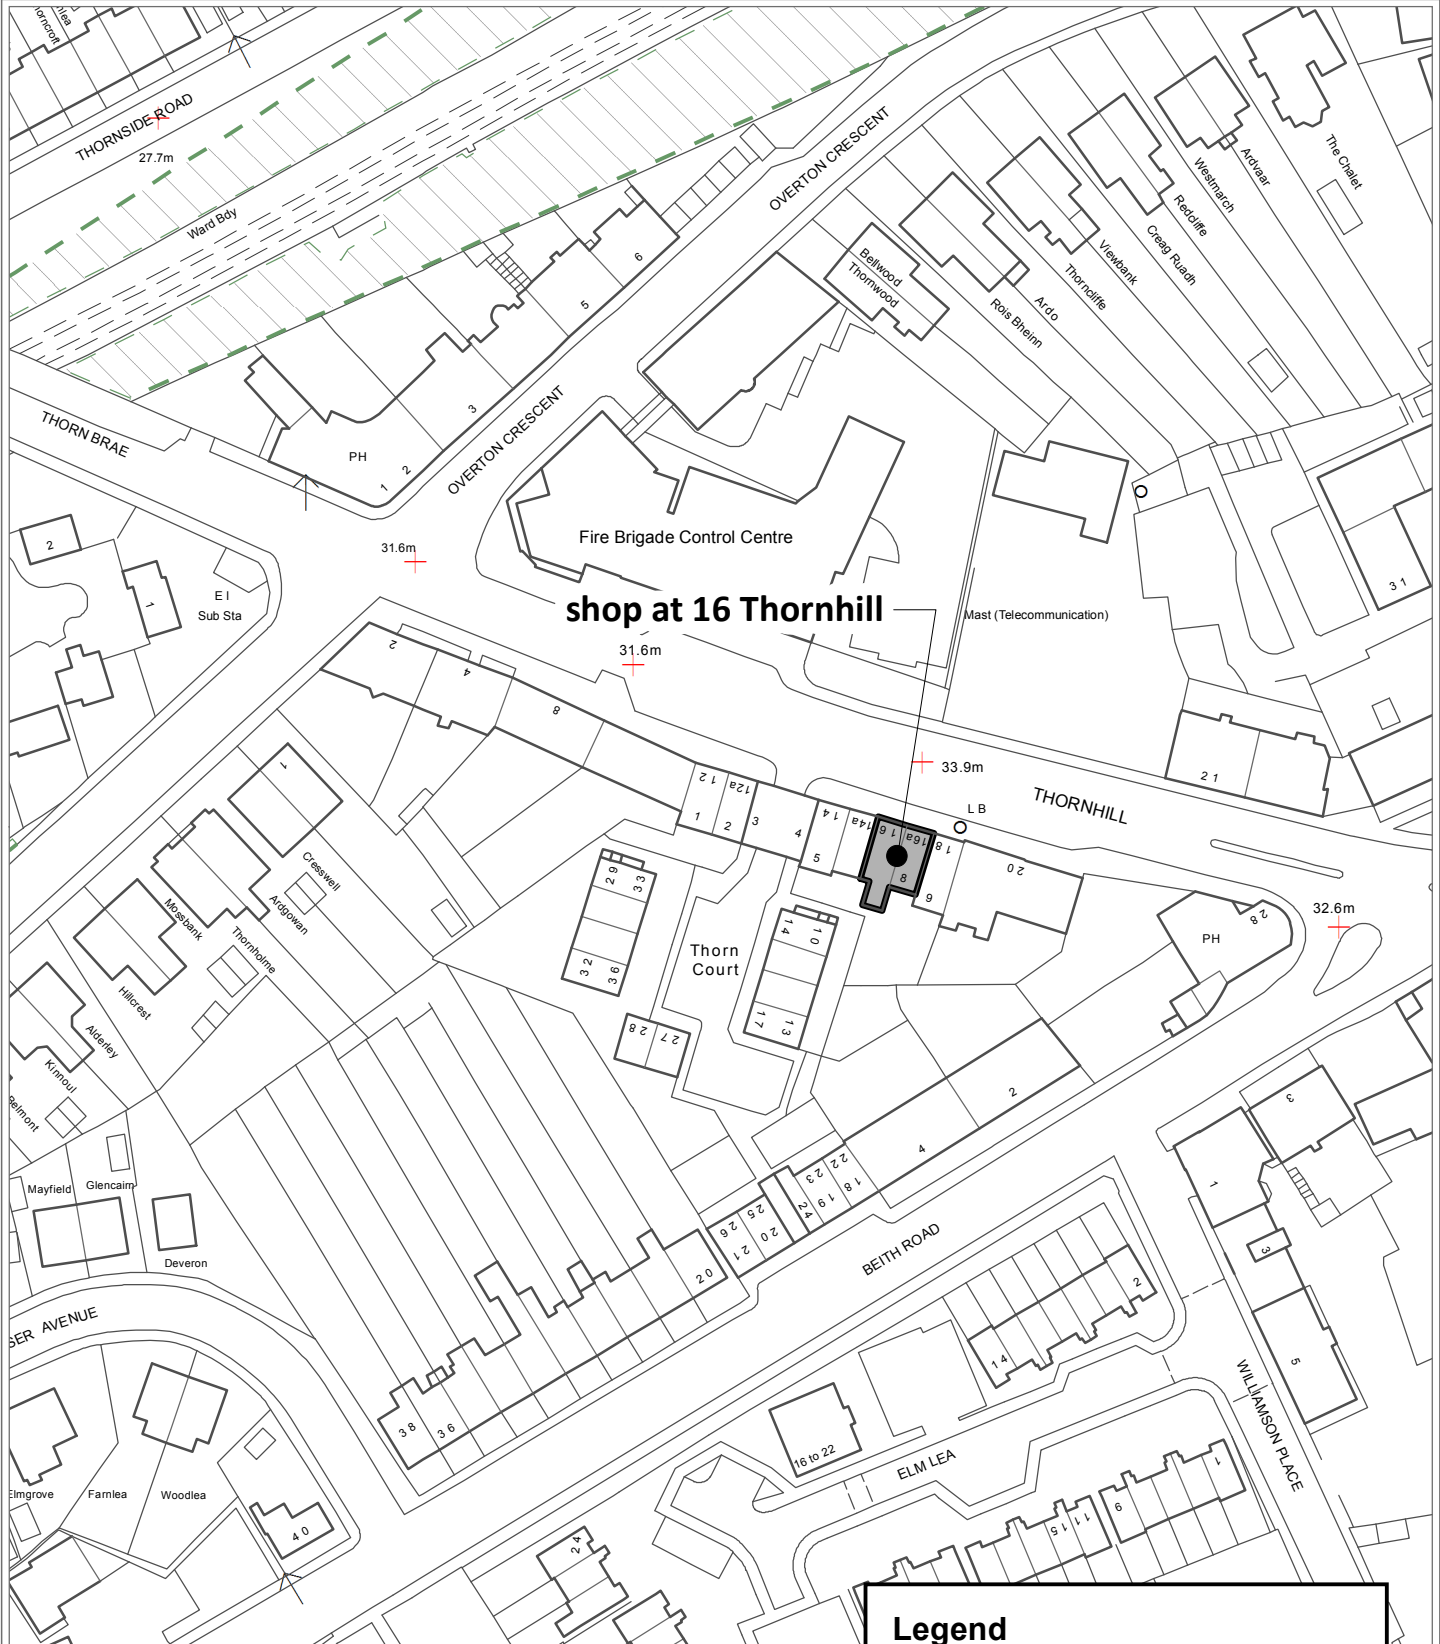 THORNSIDE ROAD
27.7m
Ward Bdy
THORN BRAE
PH
1
2
3
5
6
OVERTON CRESCENT
OVERTON CRESCENT
Bellwood
Thornwood
Rois Bheinn
Ardo
Thorncliffe
Viewbank
Creag Ruadh
Redcliffe
Westmarch
Ardvaar
The Chalet
31
31.6m
Fire Brigade Control Centre
shop at 16 Thornhill
Mast (Telecommunication)
31.6m
2
1
El
Sub Sta
2
4
8
12
12a
1
2
3
4
14
14a
5
16
16a
8
18
9
20
33.9m
LB
THORNHILL
21
28
PH
32.6m
1
Cresswell
Ardgowan
Mossbank
Thornholme
Hillcrest
Alderley
Kinnoul
Belmont
29
33
32
36
Thorn
Court
14
10
17
13
28
27
2
4
22
23
18
19
24
25
26
20
21
20
38
36
BEITH ROAD
Mayfield
Glencairn
Deveron
SER AVENUE
Elmgrove
Farnlea
Woodlea
40
3
1
3
5
2
14
16 to 22
ELM LEA
WILLIAMSON PLACE
1
9
11
15
24
Legend